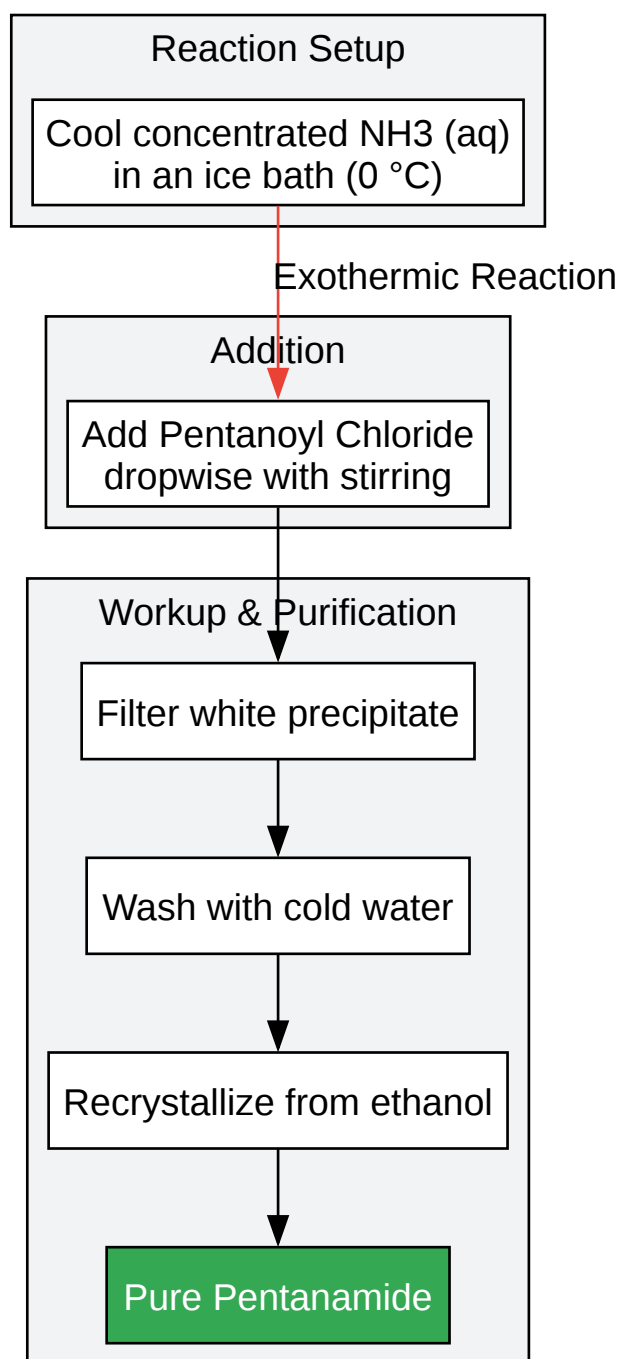 Reaction Setup
Cool concentrated NH3 (aq)
in an ice bath (0 °C)
Exothermic Reaction
Addition
Add Pentanoyl Chloride
dropwise with stirring
Workup & Purification
Filter white precipitate
Wash with cold water
Recrystallize from ethanol
Pure Pentanamide